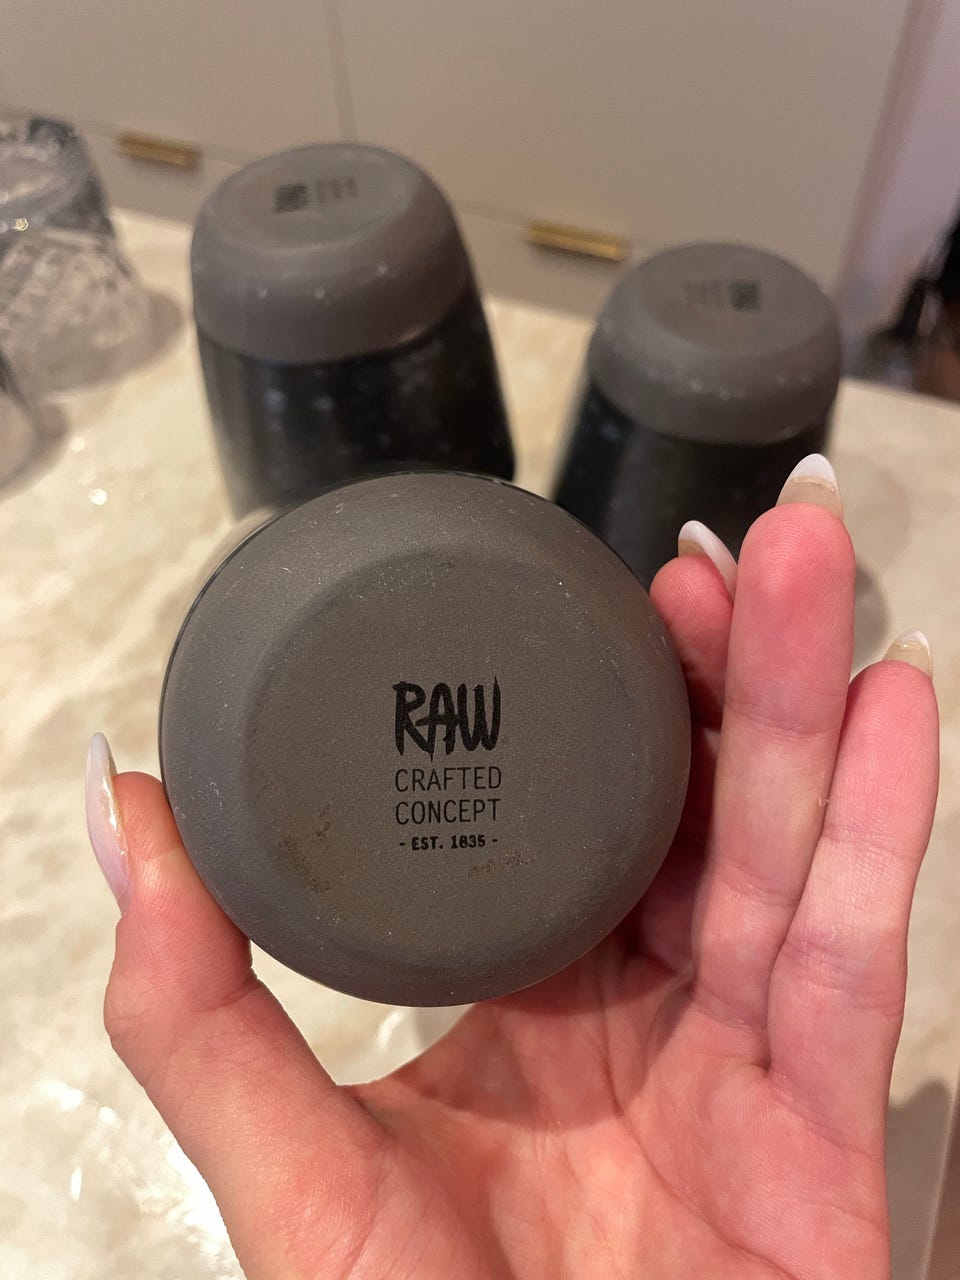 RAW
CRAFTED
CONCEPT
- EST. 1835 -